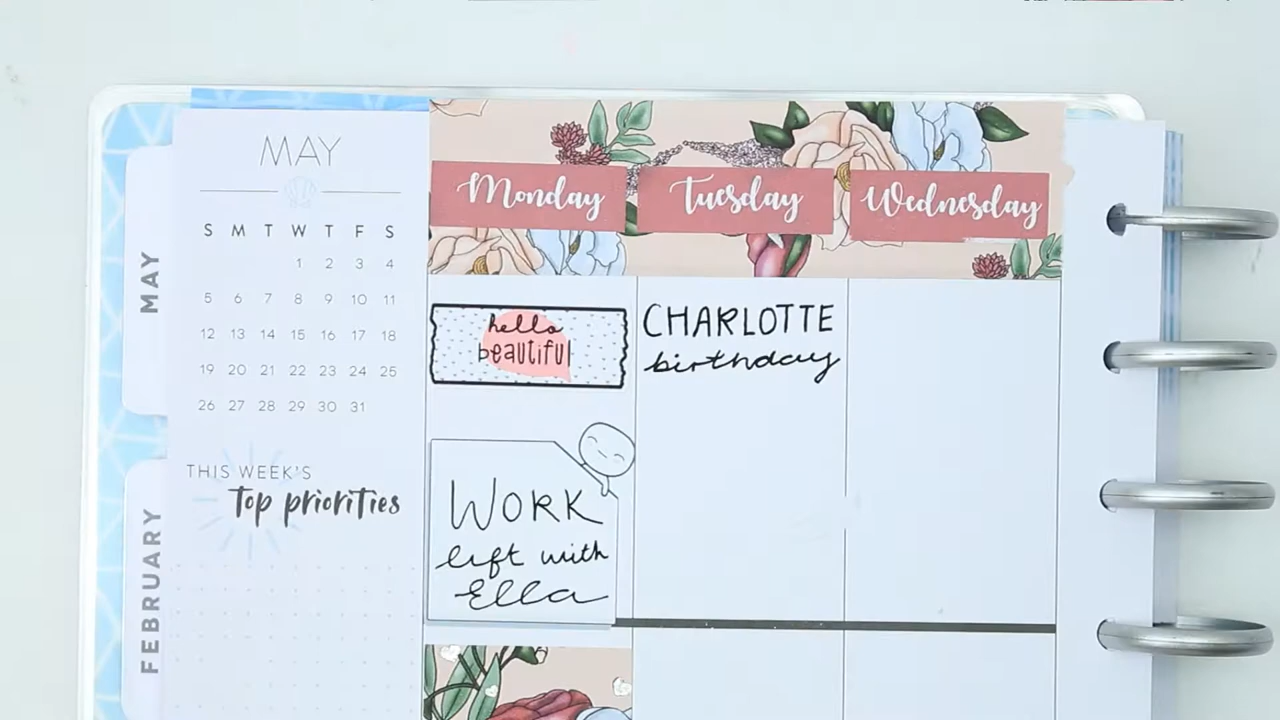 MAY
S M T W T F S
1 2 3 4
5 6 7 8 9 10 11
12 13 14 15 16 17 18
19 20 21 22 23 24 25
26 27 28 29 30 31
THIS WEEK'S
Top priorities
MAY
FEBRUARY
Monday
Tuesday
Wednesday
hello
beautiful
CHARLOTTE
birthday
WORK
lift with
Ella